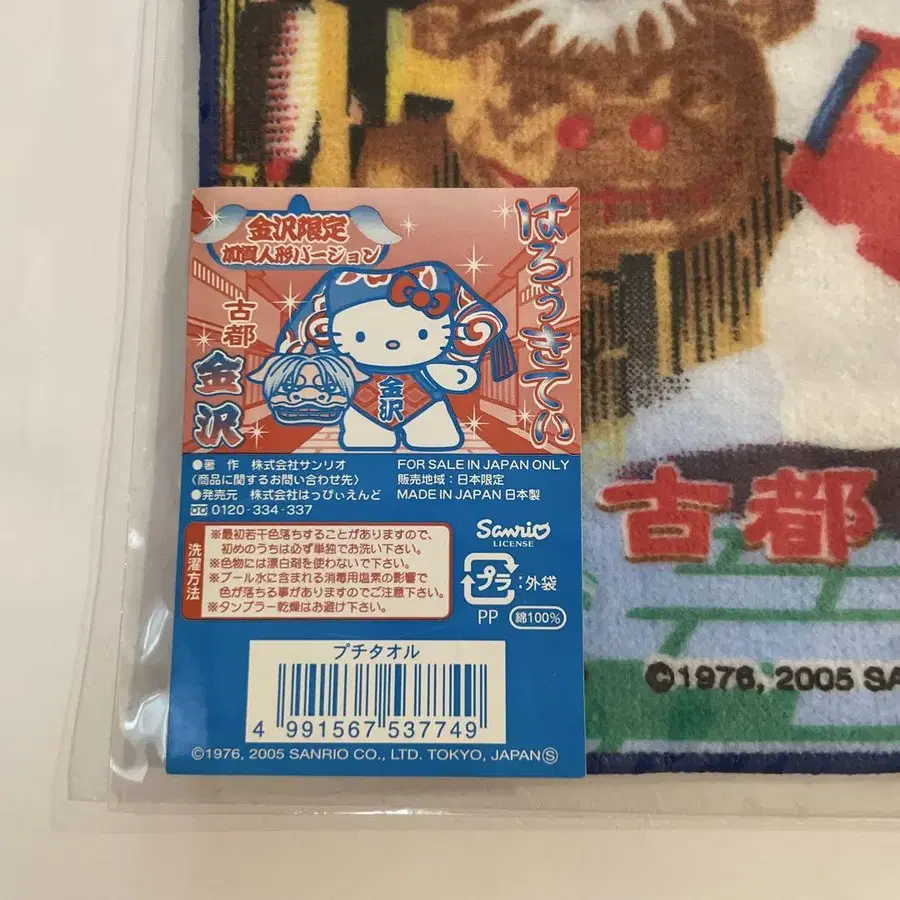 金沢限定
加賀人形バージョン
はろうきてぃ
古都
金沢
金沢
●著 作 株式会社サンリオ
〈商品に関するお問い合わせ先〉
●発売元 株式会社はっぴぃえんど
0120-334-337
FOR SALE IN JAPAN ONLY
販売地域:日本限定
MADE IN JAPAN 日本製
洗濯方法
※最初若干色落ちすることがありますので、
初めのうちは必ず単独でお洗い下さい。
※色物には漂白剤を使わないで下さい。
※プール水に含まれる消毒用塩素の影響で
色が落ちる事がありますのでご注意下さい。
※タンブラー乾燥はお避け下さい。
Sanrio
LICENSE
プラ:外袋
PP 綿100%
プチタオル
4 991567 537749
©1976, 2005 SANRIO CO., LTD. TOKYO, JAPAN Ⓢ
古都
©1976, 2005 SA